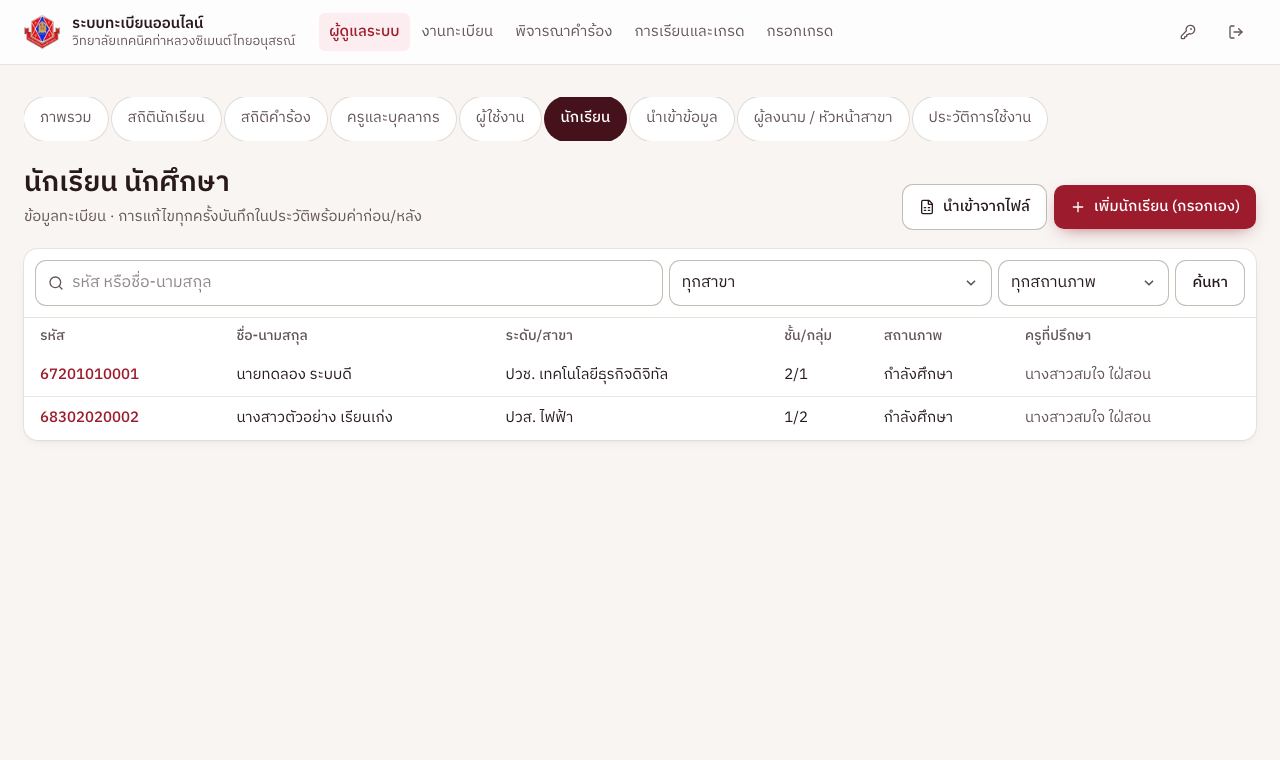 ระบบทะเบียนออนไลน์
วิทยาลัยเทคนิคท่าหลวงซิเมนต์ไทยอนุสรณ์
ผู้ดูแลระบบ งานทะเบียน พิจารณาคำร้อง การเรียนและเกรด กรอกเกรด
ภาพรวม สถิตินักเรียน สถิติคำร้อง ครูและบุคลากร ผู้ใช้งาน นักเรียน นำเข้าข้อมูล ผู้ลงนาม / หัวหน้าสาขา ประวัติการใช้งาน
นักเรียน นักศึกษา
ข้อมูลทะเบียน · การแก้ไขทุกครั้งบันทึกในประวัติพร้อมค่าก่อน/หลัง
นำเข้าจากไฟล์ เพิ่มนักเรียน (กรอกเอง)
รหัส หรือชื่อ-นามสกุล ทุกสาขา ทุกสถานภาพ ค้นหา
รหัส ชื่อ-นามสกุล ระดับ/สาขา ชั้น/กลุ่ม สถานภาพ ครูที่ปรึกษา
67201010001 นายทดลอง ระบบดี ปวช. เทคโนโลยีธุรกิจดิจิทัล 2/1 กำลังศึกษา นางสาวสมใจ ใฝ่สอน
68302020002 นางสาวตัวอย่าง เรียนเก่ง ปวส. ไฟฟ้า 1/2 กำลังศึกษา นางสาวสมใจ ใฝ่สอน